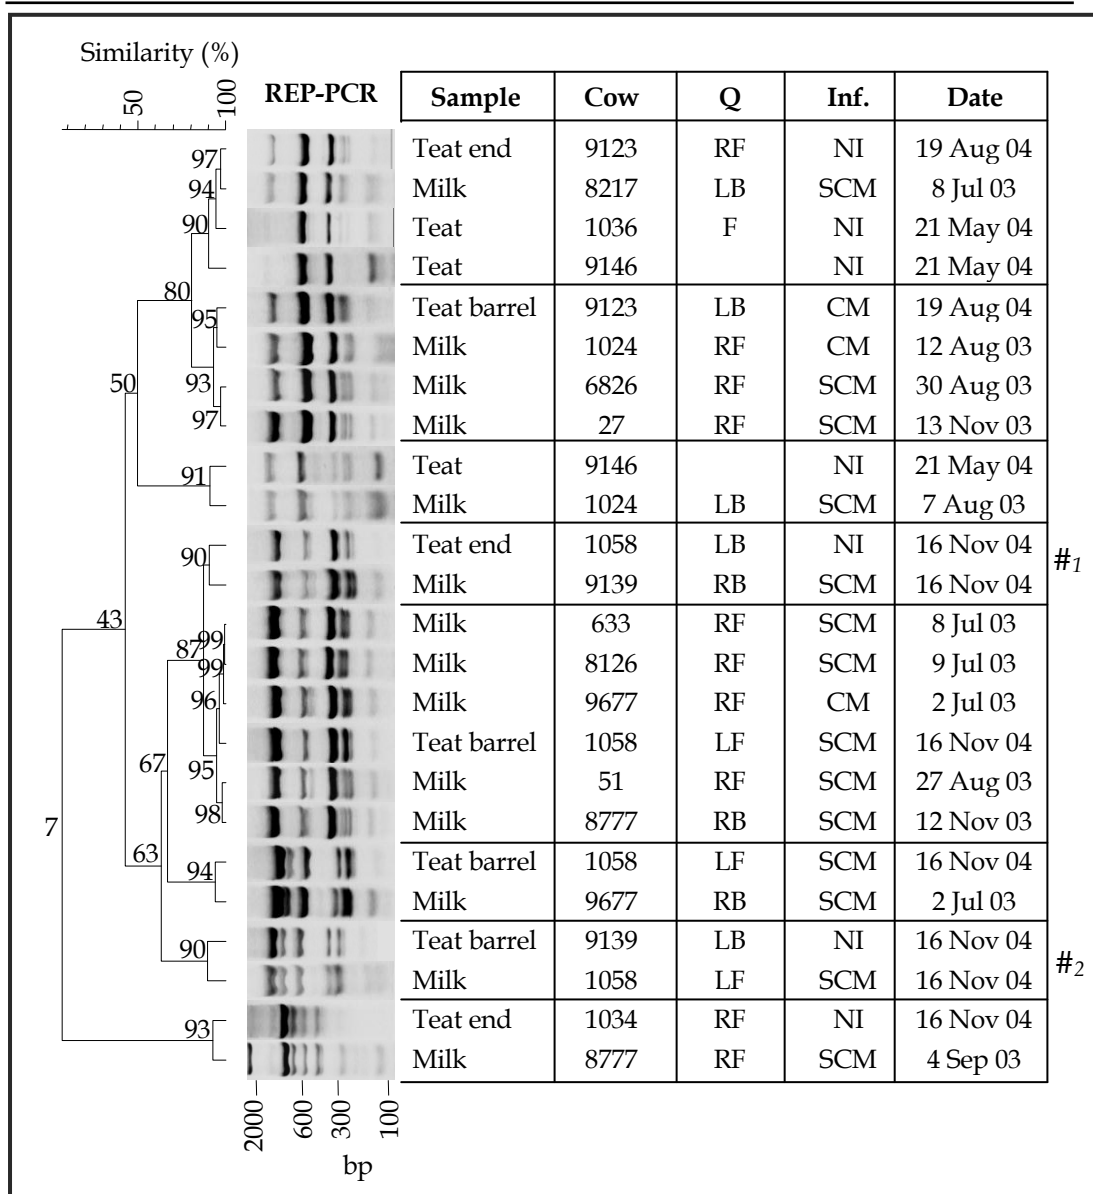 Similarity (%)
50
100
REP-PCR
Sample Cow Q Inf. Date
97 Teat end 9123 RF NI 19 Aug 04
94 Milk 8217 LB SCM 8 Jul 03
90 Teat 1036 F NI 21 May 04
Teat 9146 NI 21 May 04
80 Teat barrel 9123 LB CM 19 Aug 04
95 Milk 1024 RF CM 12 Aug 03
50 93 Milk 6826 RF SCM 30 Aug 03
97 Milk 27 RF SCM 13 Nov 03
91 Teat 9146 NI 21 May 04
Milk 1024 LB SCM 7 Aug 03
90 Teat end 1058 LB NI 16 Nov 04
#1
Milk 9139 RB SCM 16 Nov 04
43 99 Milk 633 RF SCM 8 Jul 03
87 99 Milk 8126 RF SCM 9 Jul 03
96 Milk 9677 RF CM 2 Jul 03
67 Teat barrel 1058 LF SCM 16 Nov 04
95 Milk 51 RF SCM 27 Aug 03
7 98 Milk 8777 RB SCM 12 Nov 03
63 94 Teat barrel 1058 LF SCM 16 Nov 04
Milk 9677 RB SCM 2 Jul 03
90 Teat barrel 9139 LB NI 16 Nov 04
#2
Milk 1058 LF SCM 16 Nov 04
93 Teat end 1034 RF NI 16 Nov 04
Milk 8777 RF SCM 4 Sep 03
2000 600 300 100
bp